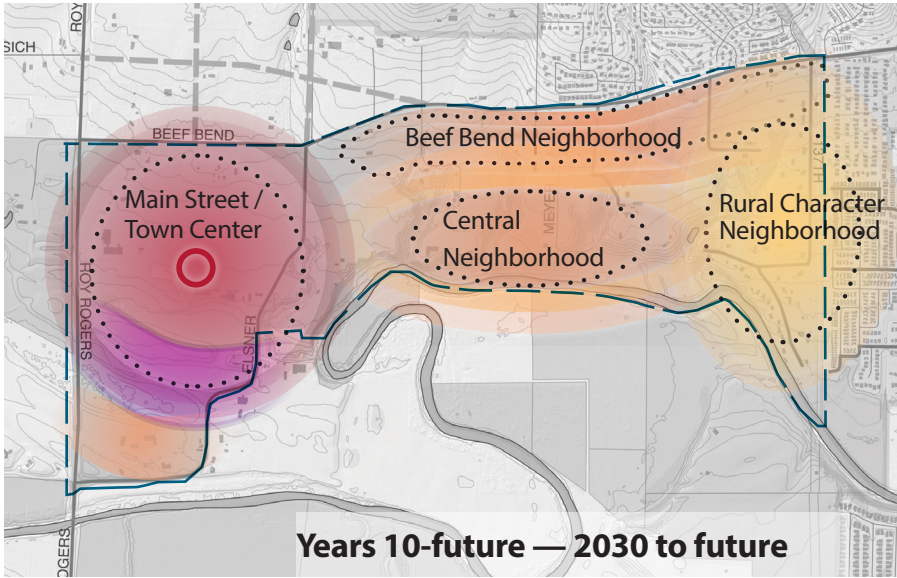 ROY
SICH
BEEF BEND
Beef Bend Neighborhood
137TH
Main Street /
Town Center
Rural Character
Neighborhood
MEYE
Central
Neighborhood
ROY ROGERS
ELSNER
Years 10-future — 2030 to future
ROGERS